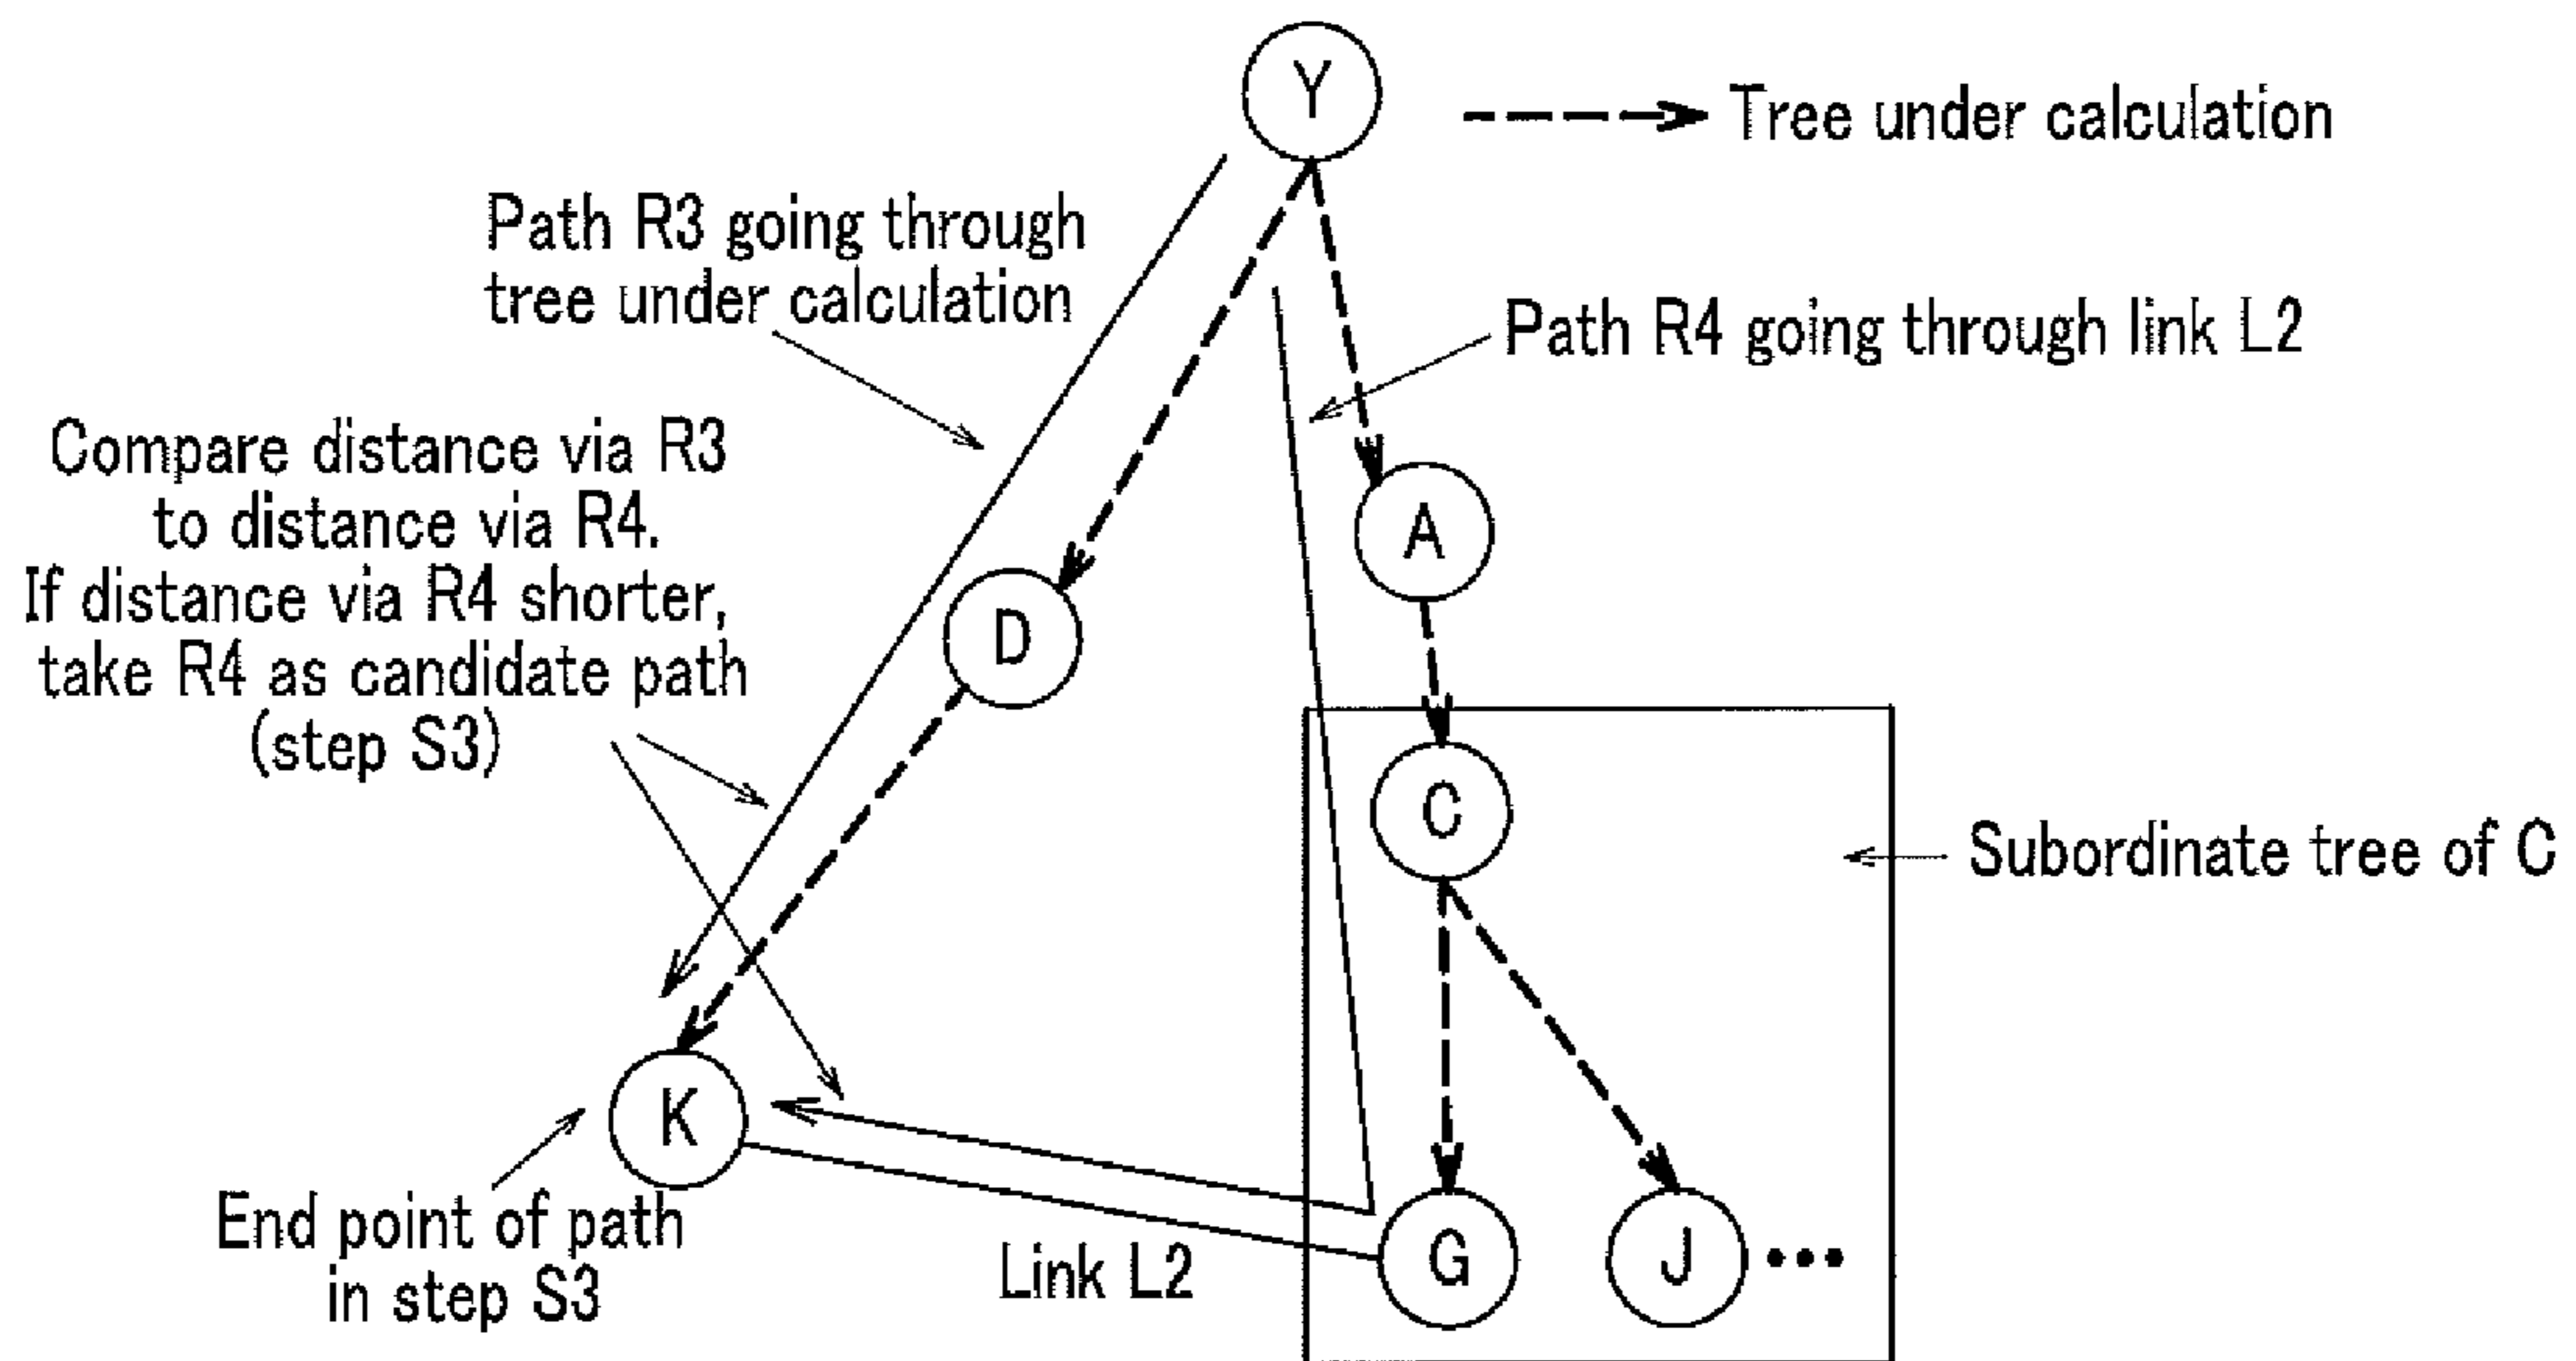 Y
Tree under calculation
Path R3 going through
tree under calculation
Path R4 going through link L2
Compare distance via R3
to distance via R4.
If distance via R4 shorter,
take R4 as candidate path
(step S3)
A
D
C
Subordinate tree of C
K
End point of path
in step S3
Link L2
G
J
•••